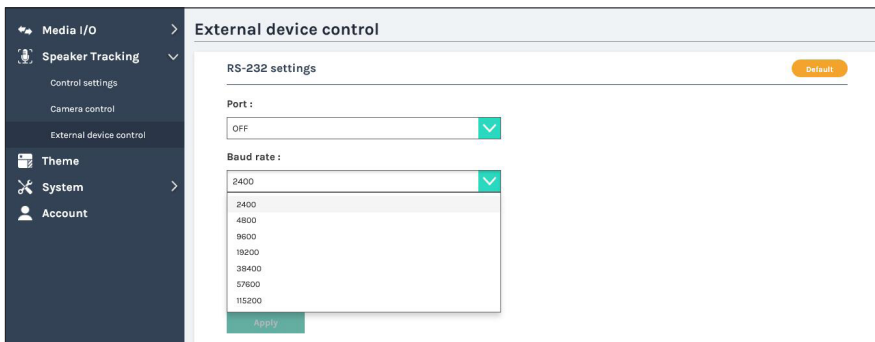 Media I/O
Speaker Tracking
Control settings
Camera control
External device control
Theme
System
Account
External device control
RS-232 settings
Default
Port :
OFF
Baud rate :
2400
2400
4800
9600
19200
38400
57600
115200
Apply